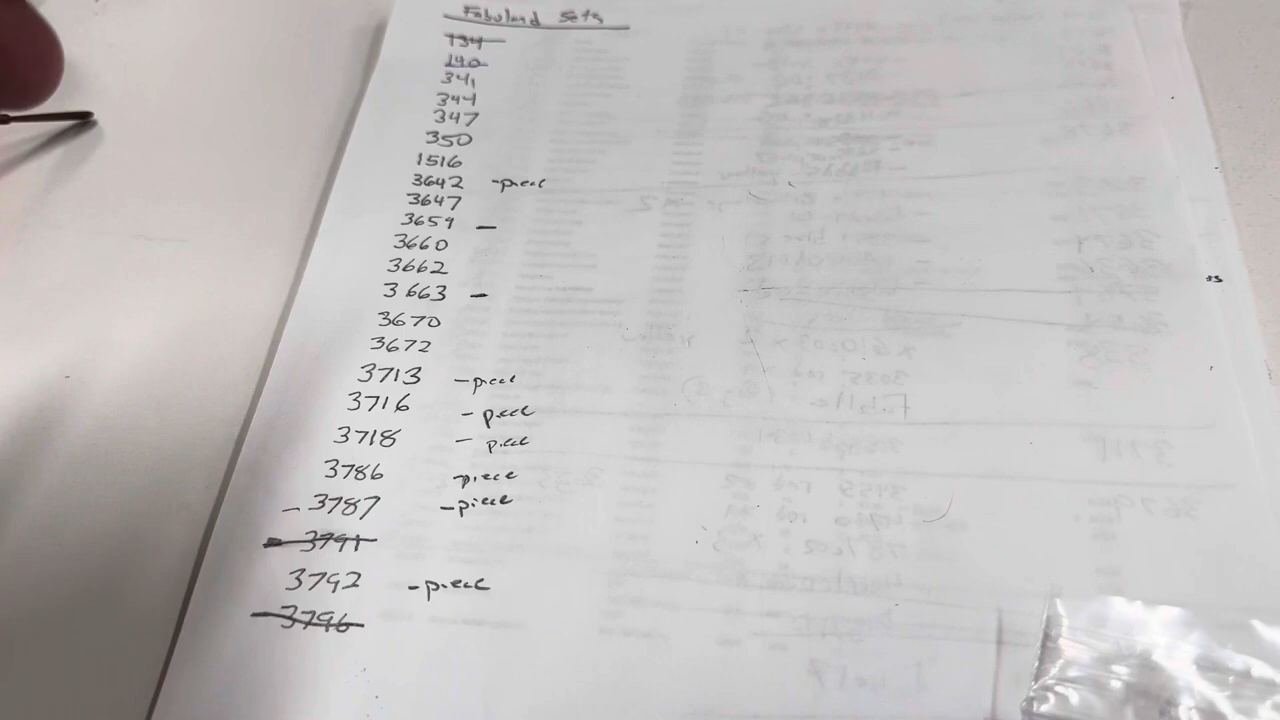 Fabuland Sets
134
140
341
344
347
350
1516
3642 -piece
3647
3659 -
3660
3662
3663 -
3670
3672
3713 -piece
3716 -piece
3718 -piece
3786 -piece
-3787 -piece
3791
3792 -piece
3796